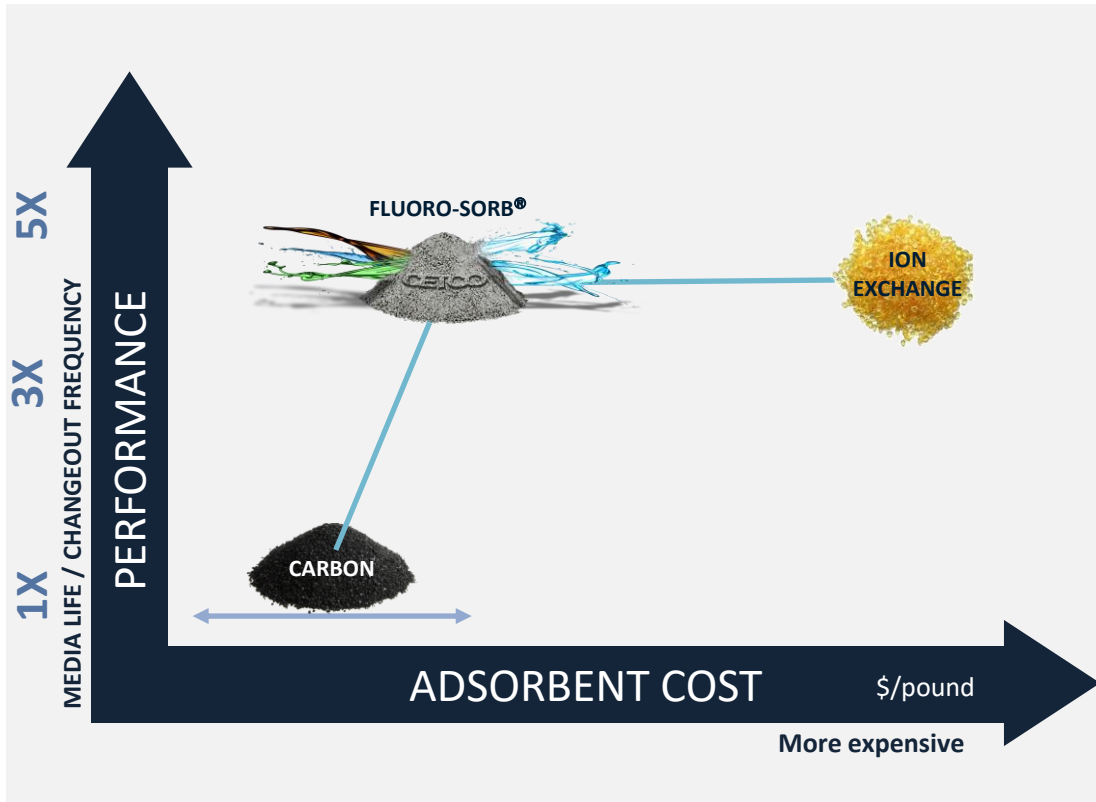 FLUORO-SORB®
CETCO
ION
EXCHANGE
CARBON
5X
3X
1X
MEDIA LIFE / CHANGEOUT FREQUENCY
PERFORMANCE
ADSORBENT COST
$/pound
More expensive